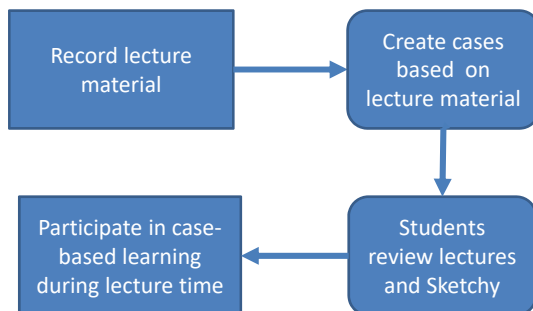 Record lecture
material
Create cases
based on
lecture material
Participate in case-
based learning
during lecture time
Students
review lectures
and Sketchy